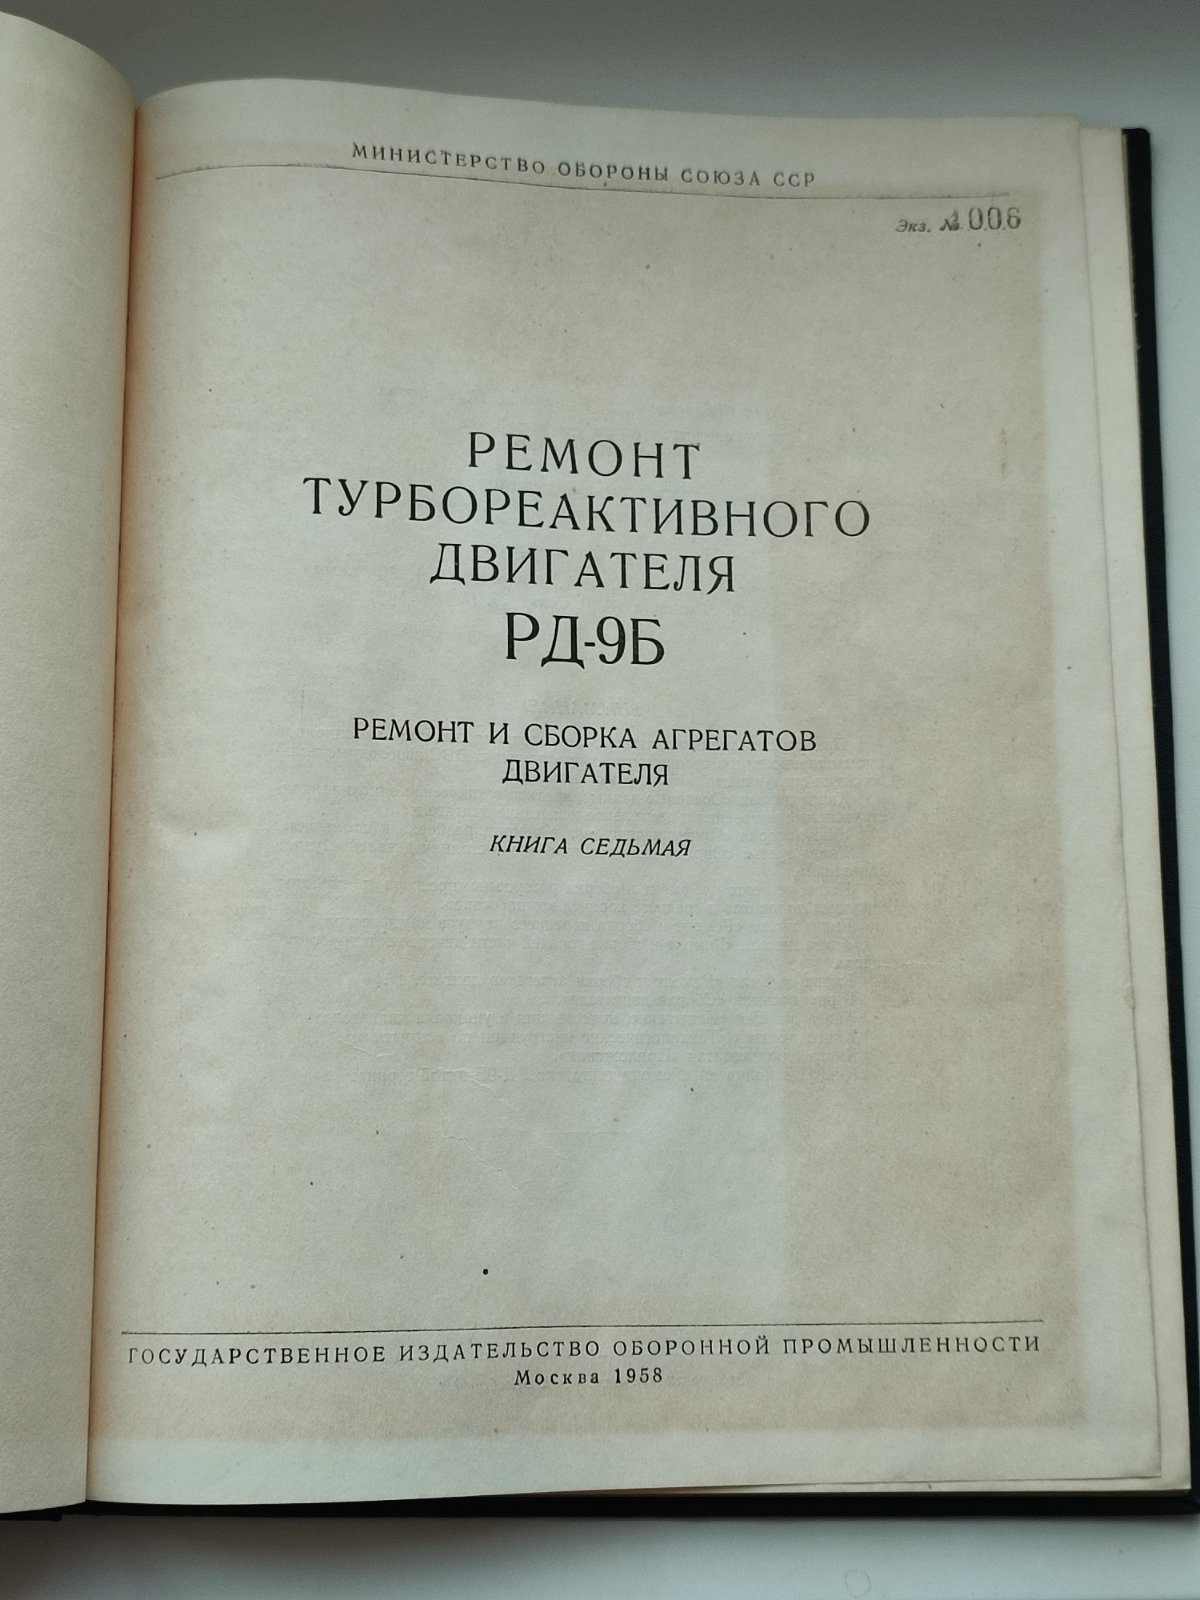 МИНИСТЕРСТВО ОБОРОНЫ СОЮЗА ССР
Экз. № 1006
РЕМОНТ
ТУРБОРЕАКТИВНОГО
ДВИГАТЕЛЯ
РД-9Б
РЕМОНТ И СБОРКА АГРЕГАТОВ
ДВИГАТЕЛЯ
КНИГА СЕДЬМАЯ
ГОСУДАРСТВЕННОЕ ИЗДАТЕЛЬСТВО ОБОРОННОЙ ПРОМЫШЛЕННОСТИ
Москва 1958